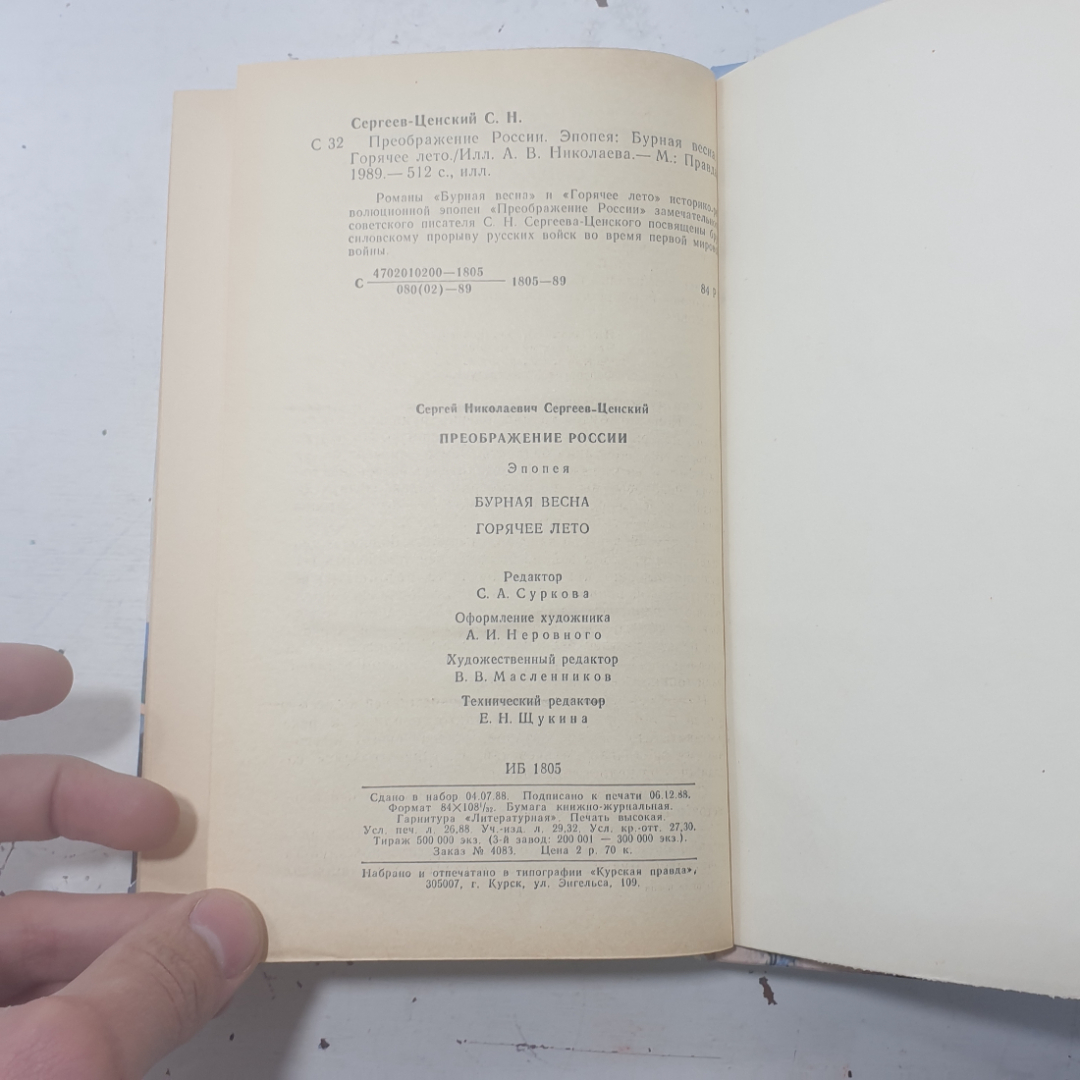 Сергеев-Ценский С. Н.
С 32 Преображение России. Эпопея: Бурная весна
Горячее лето./Илл. А. В. Николаева.— М.: Правда
1989.— 512 с., илл.
Романы «Бурная весна» и «Горячее лето»
волюционной эпопеи «Преображение России»
советского писателя С. Н. Сергеева-Ценского посвящены
силовскому прорыву русских войск во время первой
войны.
С 4702010200—1805 1805—89
080(02)—89
84
Сергей Николаевич Сергеев-Ценский
ПРЕОБРАЖЕНИЕ РОССИИ
Эпопея
БУРНАЯ ВЕСНА
ГОРЯЧЕЕ ЛЕТО
Редактор
С. А. Суркова
Оформление художника
А. И. Неровного
Художественный редактор
В. В. Масленников
Технический редактор
Е. Н. Щукина
ИБ 1805
Сдано в набор 04.07.88. Подписано к печати 06.12.88.
Формат 84×108¹/₃₂. Бумага книжно-журнальная.
Гарнитура «Литературная». Печать высокая.
Усл. печ. л. 26,88. Уч.-изд. л. 29,32. Усл. кр.-отт. 27,30.
Тираж 500 000 экз. (3-й завод: 200 001 — 300 000 экз.).
Заказ № 4083. Цена 2 р. 70 к.
Набрано и отпечатано в типографии «Курская правда»,
305007, г. Курск, ул. Энгельса, 109.